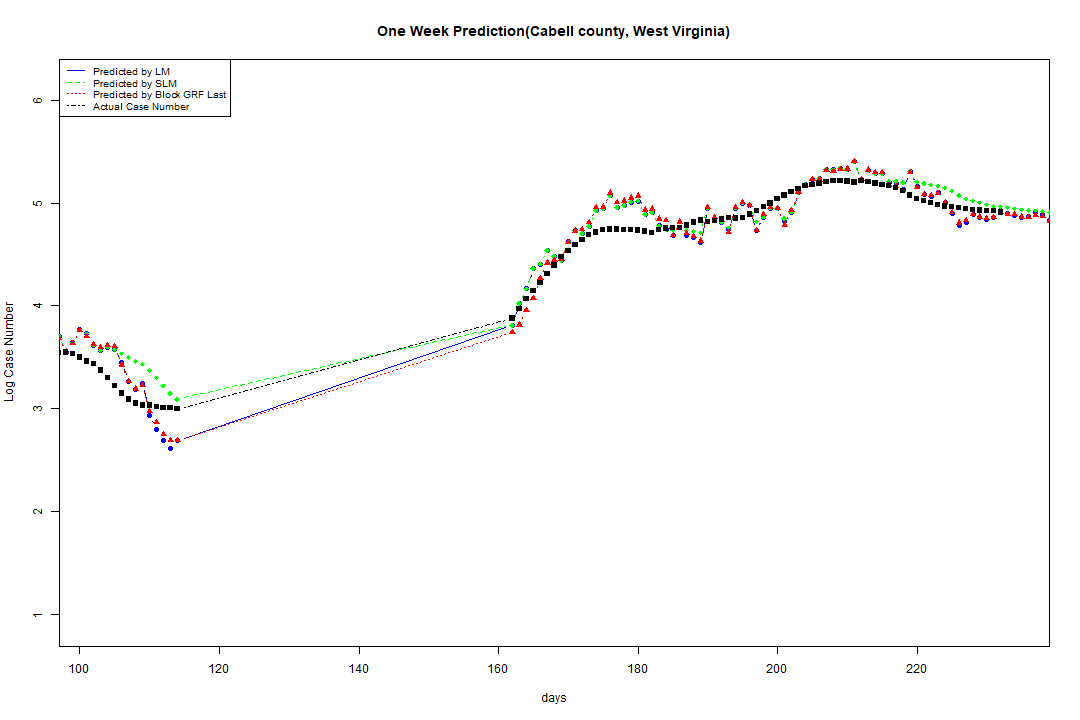 One Week Prediction(Cabell county, West Virginia)
Predicted by LM
Predicted by SLM
Predicted by Block GRF Last
Actual Case Number
6
5
4
3
2
1
Log Case Number
100 120 140 160 180 200 220
days